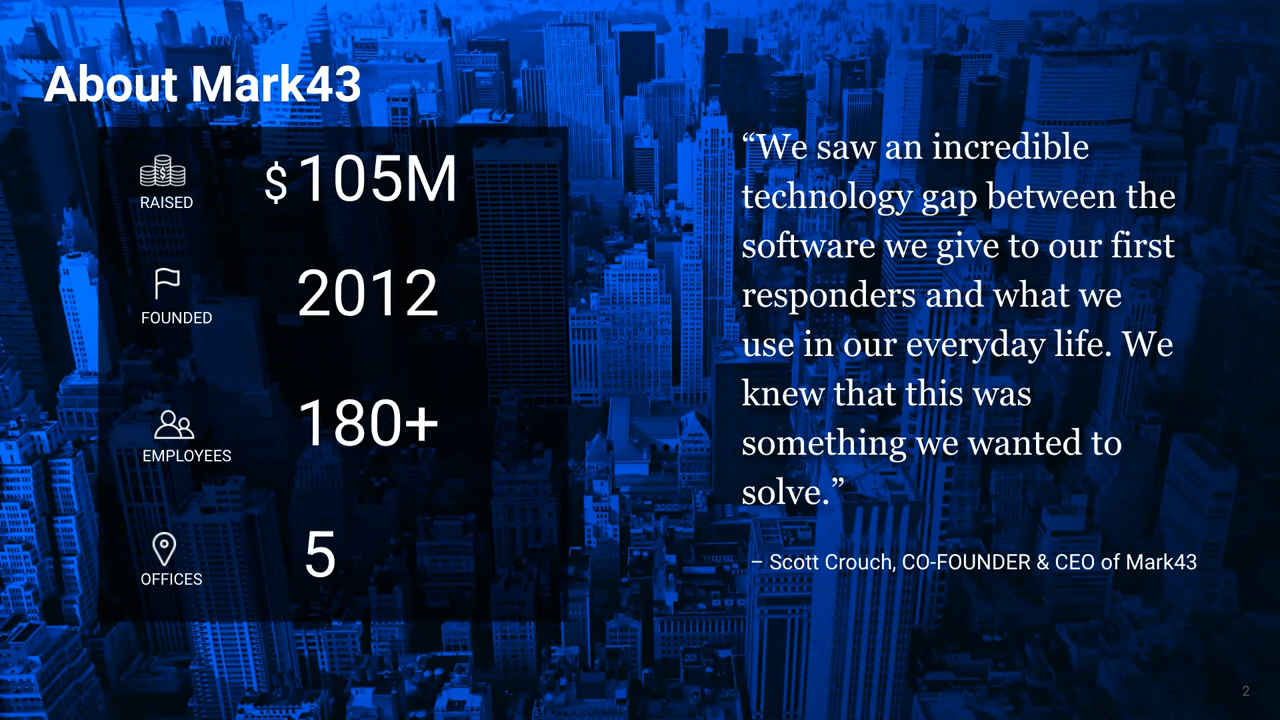 About Mark43
RAISED
$105M
FOUNDED
2012
EMPLOYEES
180+
OFFICES
5
“We saw an incredible
technology gap between the
software we give to our first
responders and what we
use in our everyday life. We
knew that this was
something we wanted to
solve.”
– Scott Crouch, CO-FOUNDER & CEO of Mark43
2